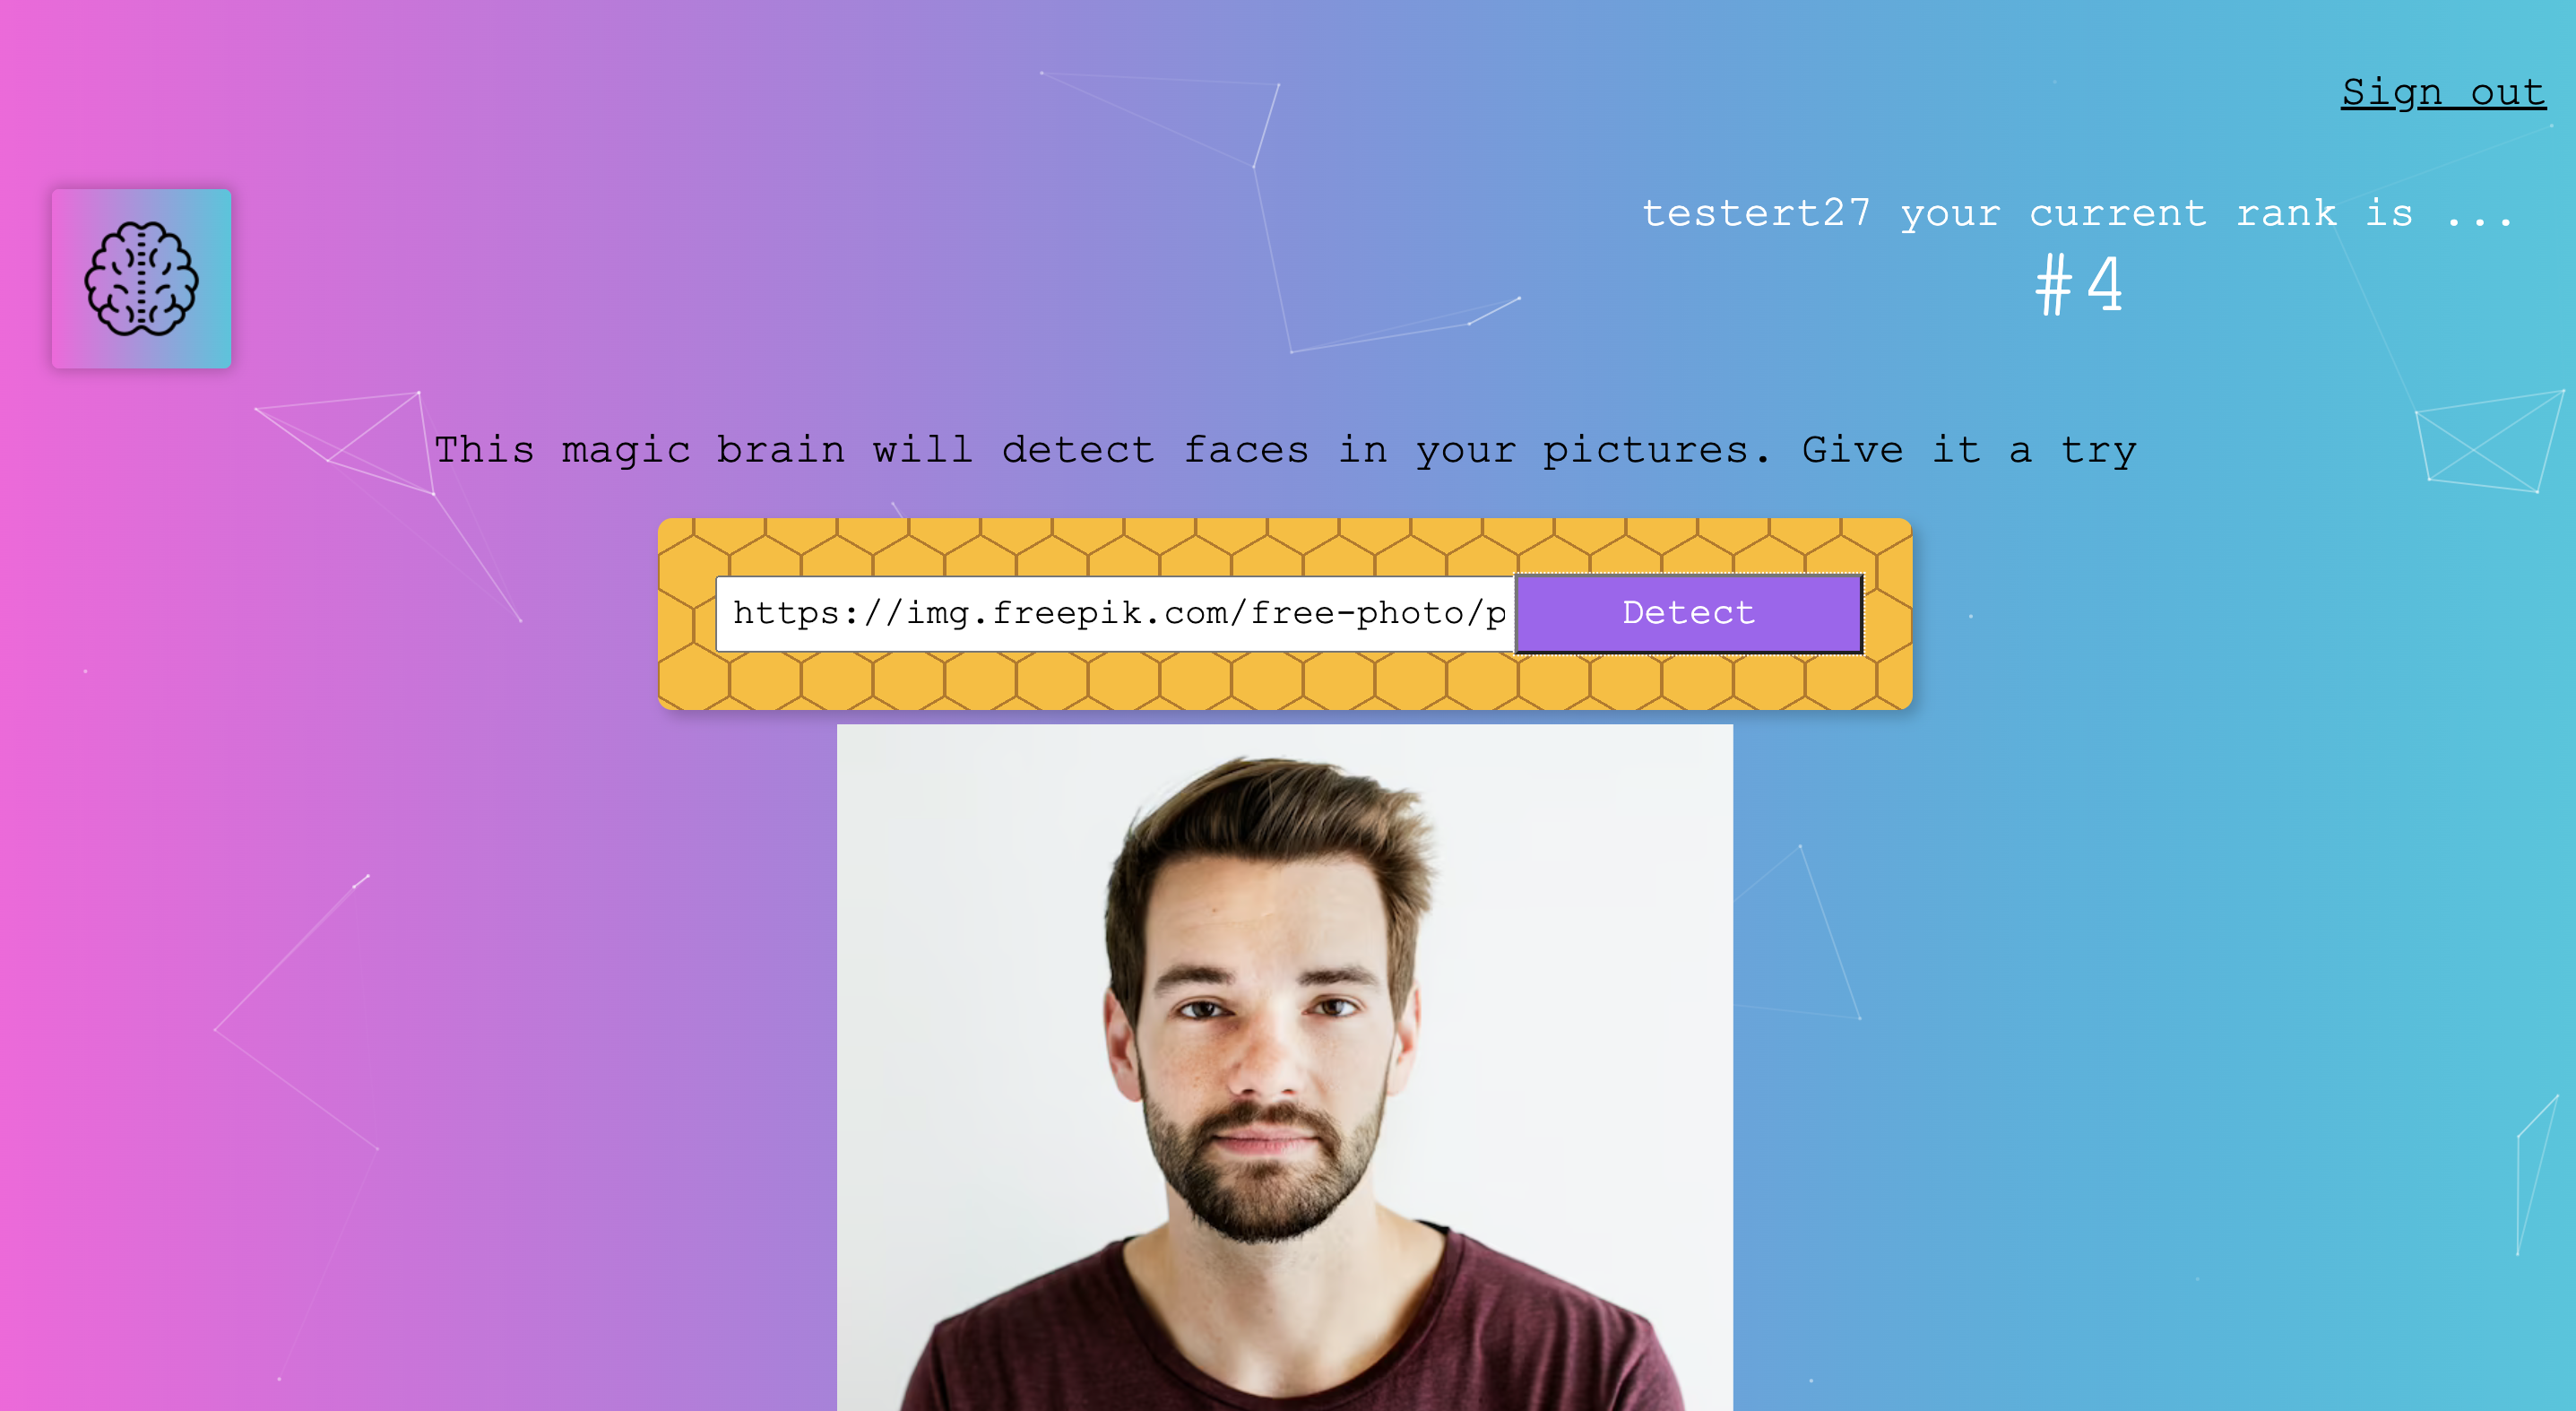 Sign out
testert27 your current rank is ...
#4
This magic brain will detect faces in your pictures. Give it a try
https://img.freepik.com/free-photo/p
Detect